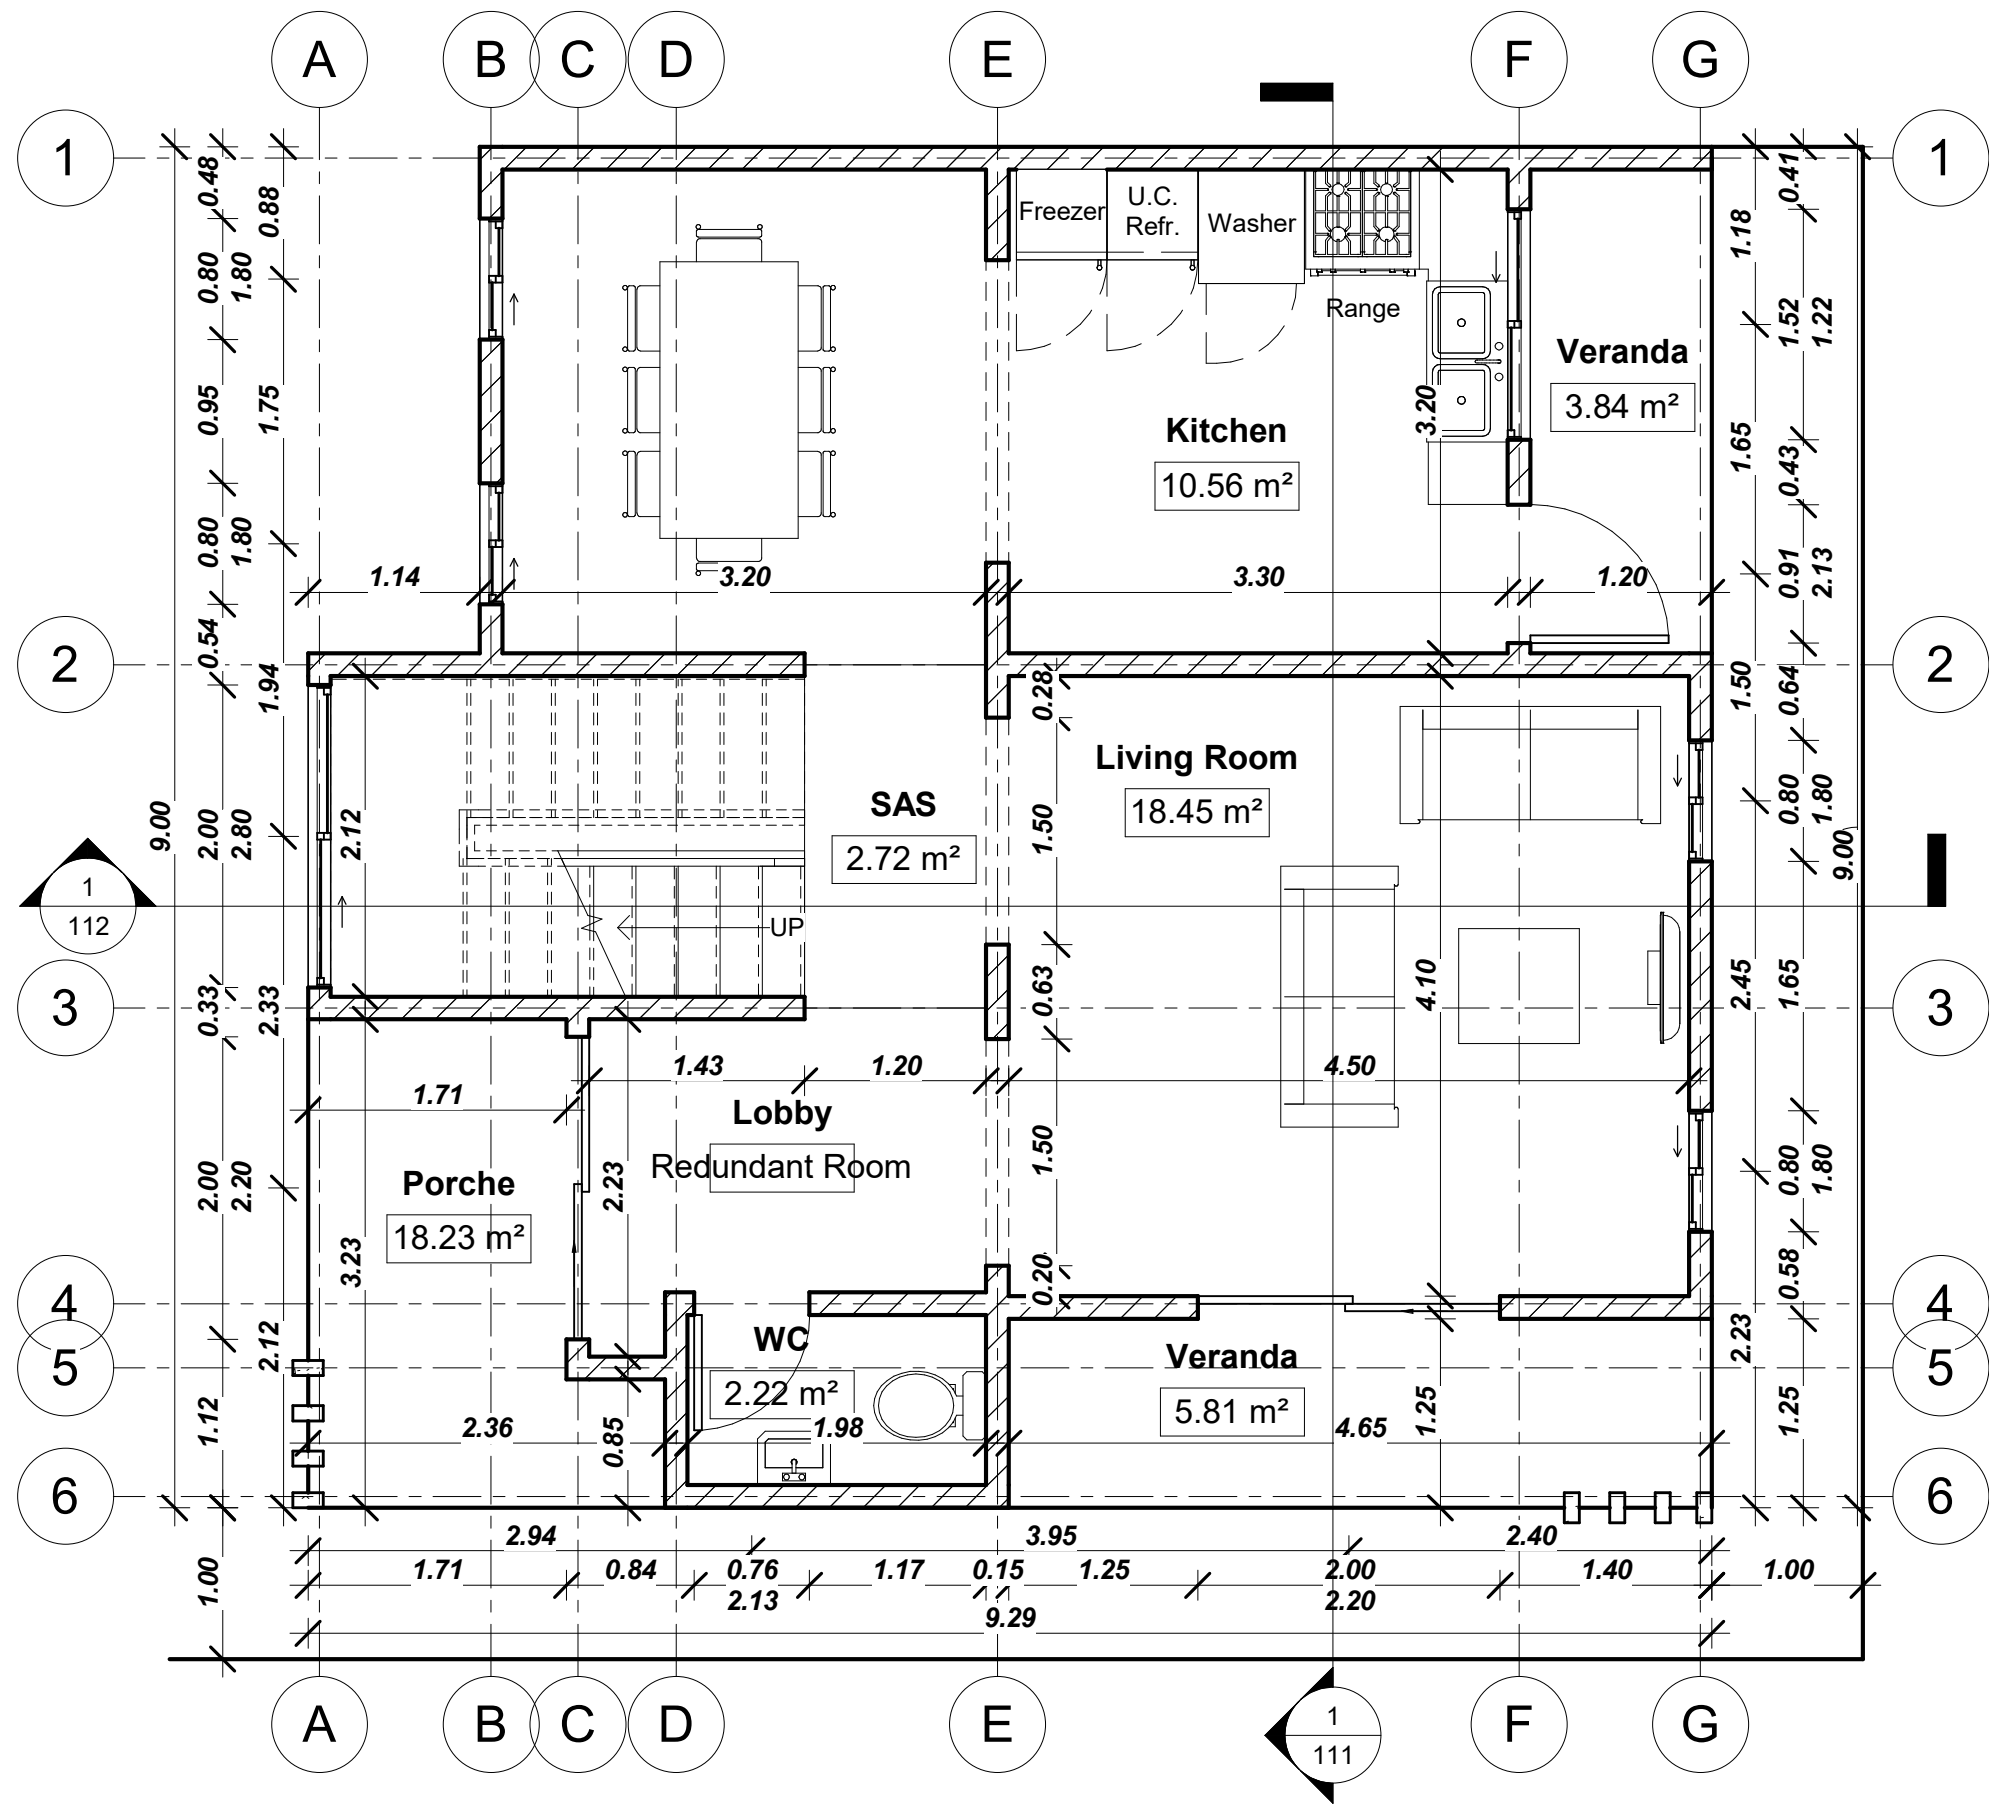 A B C D E F G
1 1
0.48
0.88
0.41
1.18
Freezer
U.C.
Refr.
Washer
Range
0.80
1.80
1.52
1.22
Veranda
3.84 m²
0.95
1.75
3.20
Kitchen
10.56 m²
1.65
0.43
0.80
1.80
0.91
2.13
1.14 3.20 3.30 1.20
0.54
2 2
1.94
0.28
1.50
0.64
Living Room
18.45 m²
SAS
2.72 m²
9.00
2.00
2.80
2.12
1.50
0.80
1.80
9.00
1
112
UP
3 3
0.33
2.33
0.63
4.10
2.45
1.65
1.43 1.20 4.50
1.71
Lobby
Redundant Room
Porche
18.23 m²
2.00
2.20
2.23
1.50
0.80
1.80
3.23
0.20
0.58
4 4
2.12
WC
2.22 m²
Veranda
5.81 m²
2.23
5 5
1.12
2.36
0.85
1.98
4.65
1.25
1.25
6 6
2.94 3.95 2.40
1.00
1.71 0.84 0.76 1.17 0.15 1.25 2.00 1.40 1.00
2.13 2.20
9.29
A B C D E F G
1
111